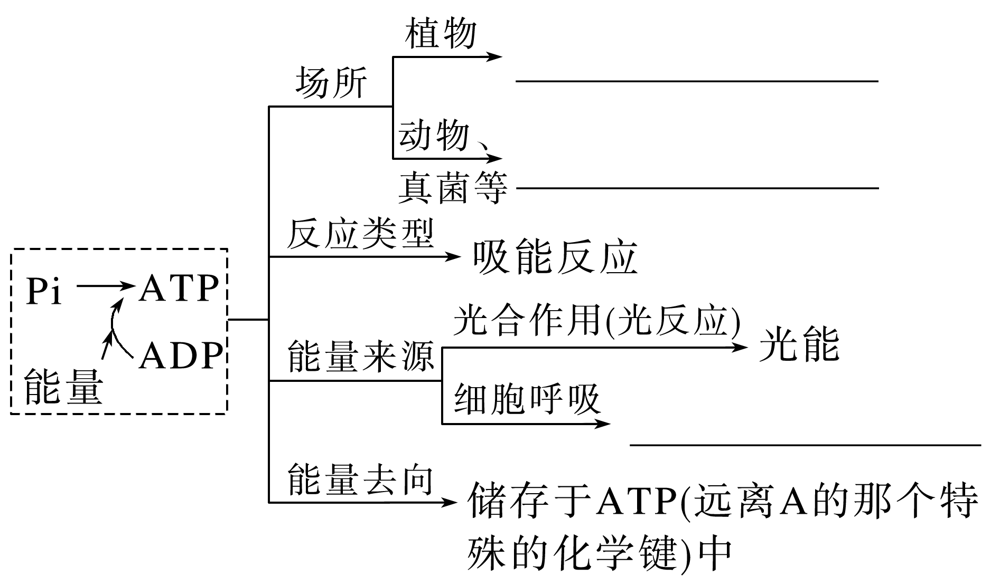 植物
场所
动物、
真菌等
反应类型
吸能反应
Pi
ATP
ADP
能量
光合作用(光反应)
光能
能量来源
细胞呼吸
能量去向
储存于ATP(远离A的那个特
殊的化学键)中